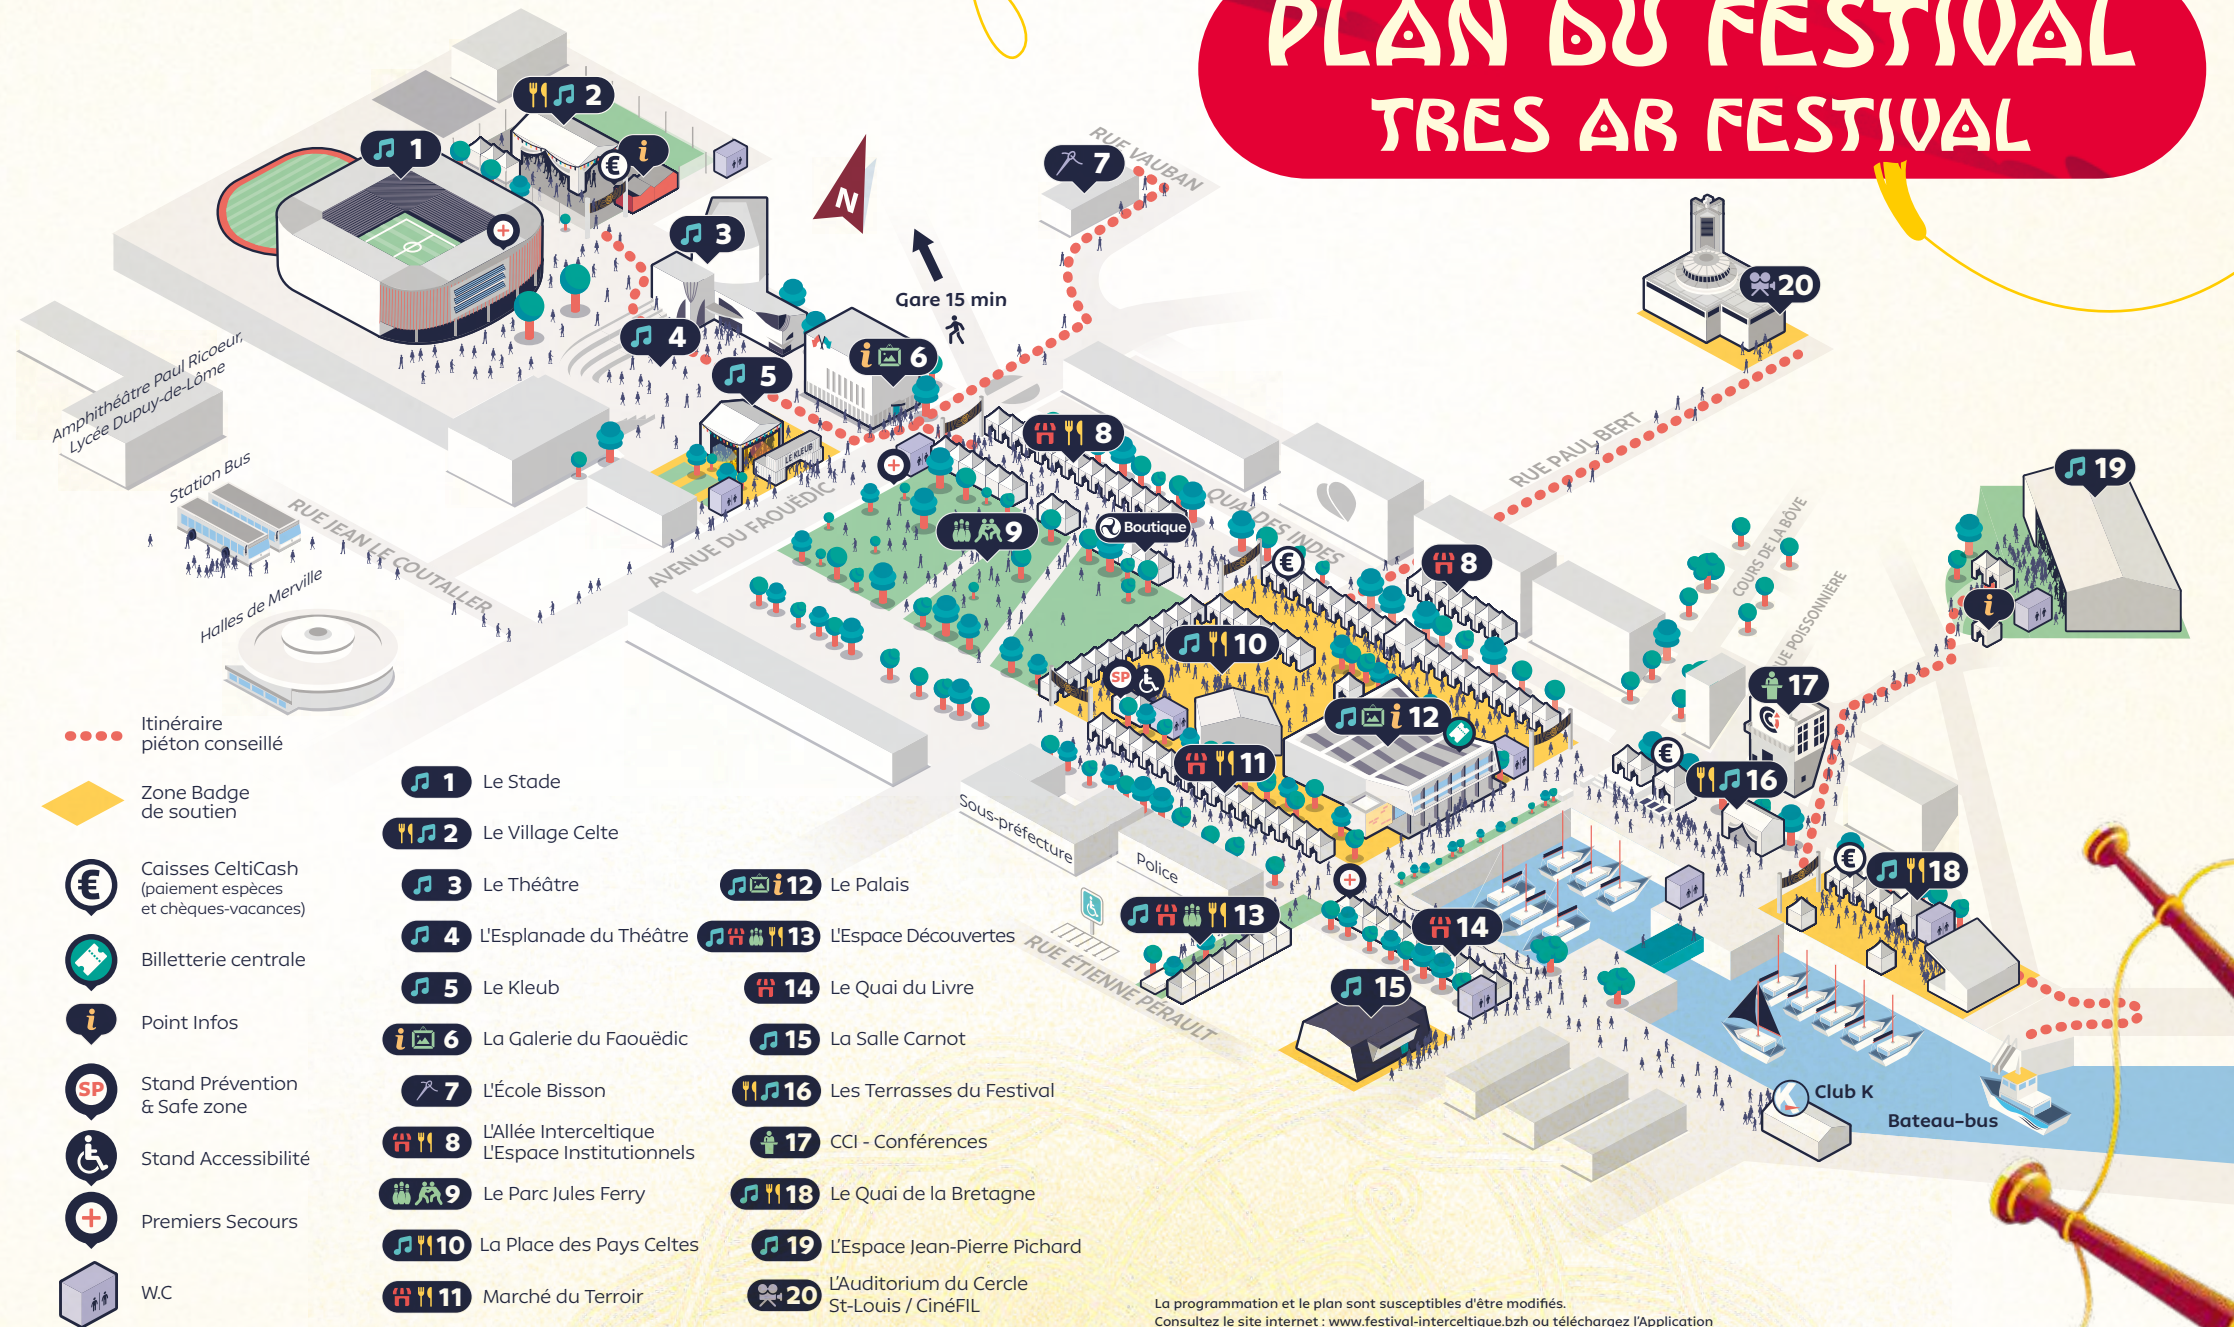 PLAN DU FESTIVAL
TRES AR FESTIVAL
2
1
i
€
3
N
7
RUE VAUBAN
Gare 15 min
4
5
i 6
20
Amphithéâtre Paul Ricoeur,
Lycée Dupuy-de-Lôme
Station Bus
RUE JEAN LE COUTALLER
Halles de Merville
LE KLEUB
AVENUE DU FAOUËDIC
8
9
Boutique
QUAI DES INDES
€
8
RUE PAUL BERT
COURS DE LA BÔVE
RUE POISSONNIÈRE
19
i
10
SP
i 12
11
17
€
16
€
18
Sous-préfecture
Police
13
14
RUE ÉTIENNE PÉRAULT
15
Club K
K
Bateau-bus
Itinéraire
piéton conseillé
Zone Badge
de soutien
€
Caisses CeltiCash
(paiement espèces
et chèques-vacances)
Billetterie centrale
i
Point Infos
SP
Stand Prévention
& Safe zone
Stand Accessibilité
Premiers Secours
W.C
1 Le Stade
2 Le Village Celte
3 Le Théâtre
4 L'Esplanade du Théâtre
5 Le Kleub
i 6 La Galerie du Faouëdic
7 L'École Bisson
8 L'Allée Interceltique
L'Espace Institutionnels
9 Le Parc Jules Ferry
10 La Place des Pays Celtes
11 Marché du Terroir
i 12 Le Palais
13 L'Espace Découvertes
14 Le Quai du Livre
15 La Salle Carnot
16 Les Terrasses du Festival
17 CCI - Conférences
18 Le Quai de la Bretagne
19 L'Espace Jean-Pierre Pichard
20 L'Auditorium du Cercle
St-Louis / CinéFIL
La programmation et le plan sont susceptibles d'être modifiés.
Consultez le site internet : www.festival-interceltique.bzh ou téléchargez l'Application